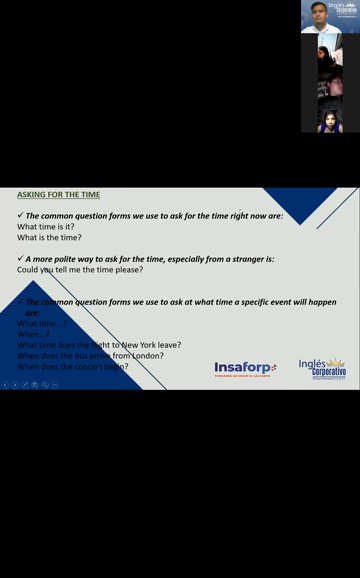 Inglés
Corporativo
ASKING FOR THE TIME
✓ The common question forms we use to ask for the time right now are:
What time is it?
What is the time?
✓ A more polite way to ask for the time, especially from a stranger is:
Could you tell me the time please?
✓ The common question forms we use to ask at what time a specific event will happen
are:
What time...?
When...?
What time does the flight to New York leave?
When does the bus arrive from London?
When does the concert begin?
Insaforp
Inglés
Corporativo